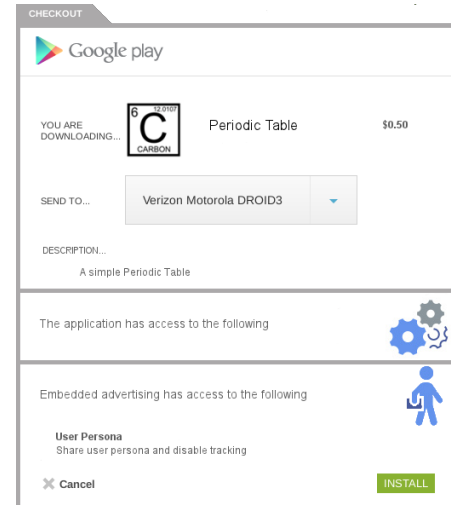 CHECKOUT
Google play
YOU ARE
DOWNLOADING...
6 12.0107
C
CARBON
Periodic Table
$0.50
SEND TO...
Verizon Motorola DROID3
DESCRIPTION...
A simple Periodic Table
The application has access to the following
Embedded advertising has access to the following
User Persona
Share user persona and disable tracking
Cancel
INSTALL